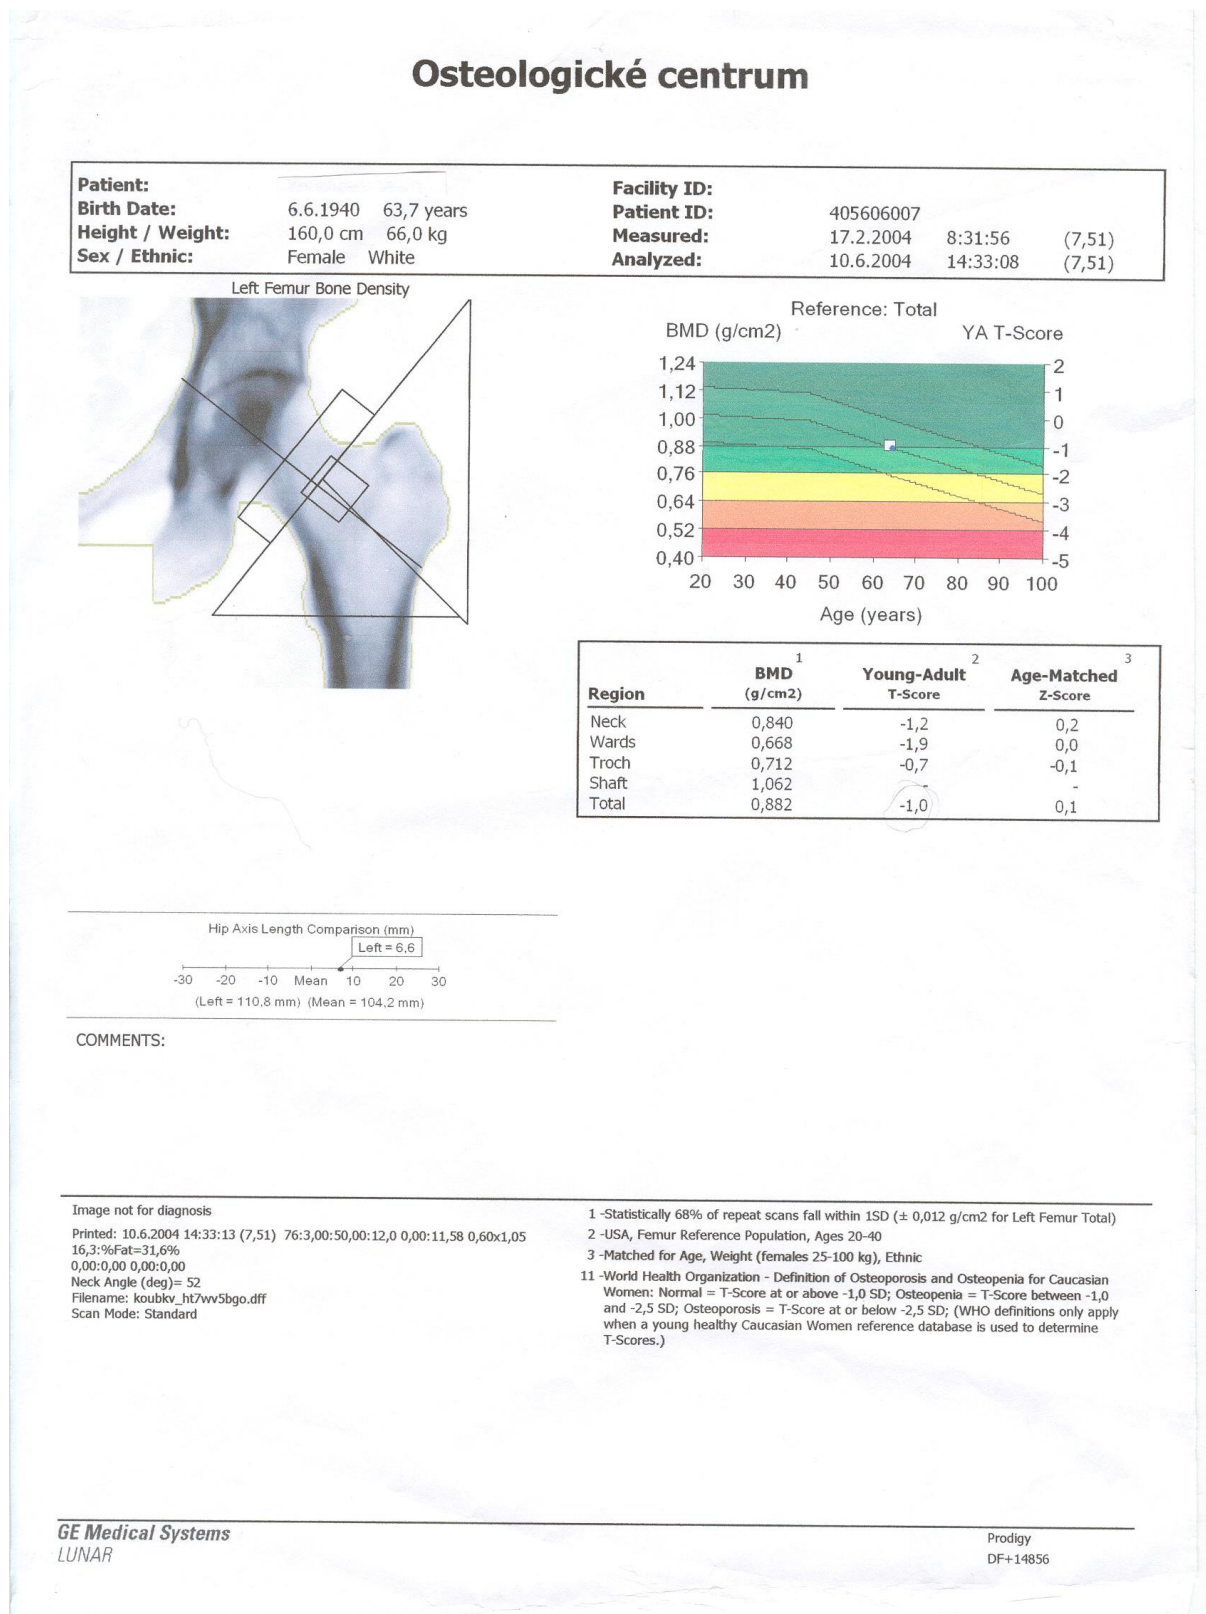 Osteologické centrum
Patient:
Birth Date: 6.6.1940 63,7 years
Height / Weight: 160,0 cm 66,0 kg
Sex / Ethnic: Female White
Facility ID:
Patient ID: 405606007
Measured: 17.2.2004 8:31:56 (7,51)
Analyzed: 10.6.2004 14:33:08 (7,51)
Left Femur Bone Density
Reference: Total
BMD (g/cm2) YA T-Score
1,24 2
1,12 1
1,00 0
0,88 -1
0,76 -2
0,64 -3
0,52 -4
0,40 -5
20 30 40 50 60 70 80 90 100
Age (years)
1 2 3
BMD Young-Adult Age-Matched
Region (g/cm2) T-Score Z-Score
Neck 0,840 -1,2 0,2
Wards 0,668 -1,9 0,0
Troch 0,712 -0,7 -0,1
Shaft 1,062 - -
Total 0,882 -1,0 0,1
Hip Axis Length Comparison (mm)
Left = 6,6
-30 -20 -10 Mean 10 20 30
(Left = 110,8 mm) (Mean = 104,2 mm)
COMMENTS:
Image not for diagnosis
Printed: 10.6.2004 14:33:13 (7,51) 76:3,00:50,00:12,0 0,00:11,58 0,60x1,05
16,3:%Fat=31,6%
0,00:0,00 0,00:0,00
Neck Angle (deg)= 52
Filename: koubkv_ht7wv5bgo.dff
Scan Mode: Standard
1 -Statistically 68% of repeat scans fall within 1SD (± 0,012 g/cm2 for Left Femur Total)
2 -USA, Femur Reference Population, Ages 20-40
3 -Matched for Age, Weight (females 25-100 kg), Ethnic
11 -World Health Organization - Definition of Osteoporosis and Osteopenia for Caucasian
Women: Normal = T-Score at or above -1,0 SD; Osteopenia = T-Score between -1,0
and -2,5 SD; Osteoporosis = T-Score at or below -2,5 SD; (WHO definitions only apply
when a young healthy Caucasian Women reference database is used to determine
T-Scores.)
GE Medical Systems
LUNAR
Prodigy
DF+14856